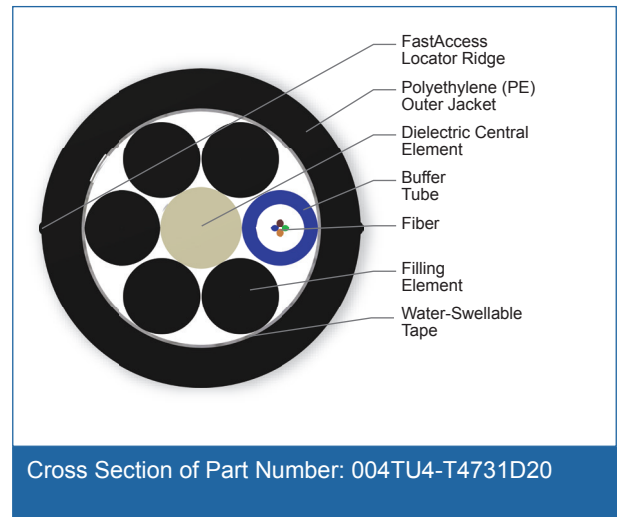 FastAccess
Locator Ridge
Polyethylene (PE)
Outer Jacket
Dielectric Central
Element
Buffer
Tube
Fiber
Filling
Element
Water-Swellable
Tape
Cross Section of Part Number: 004TU4-T4731D20